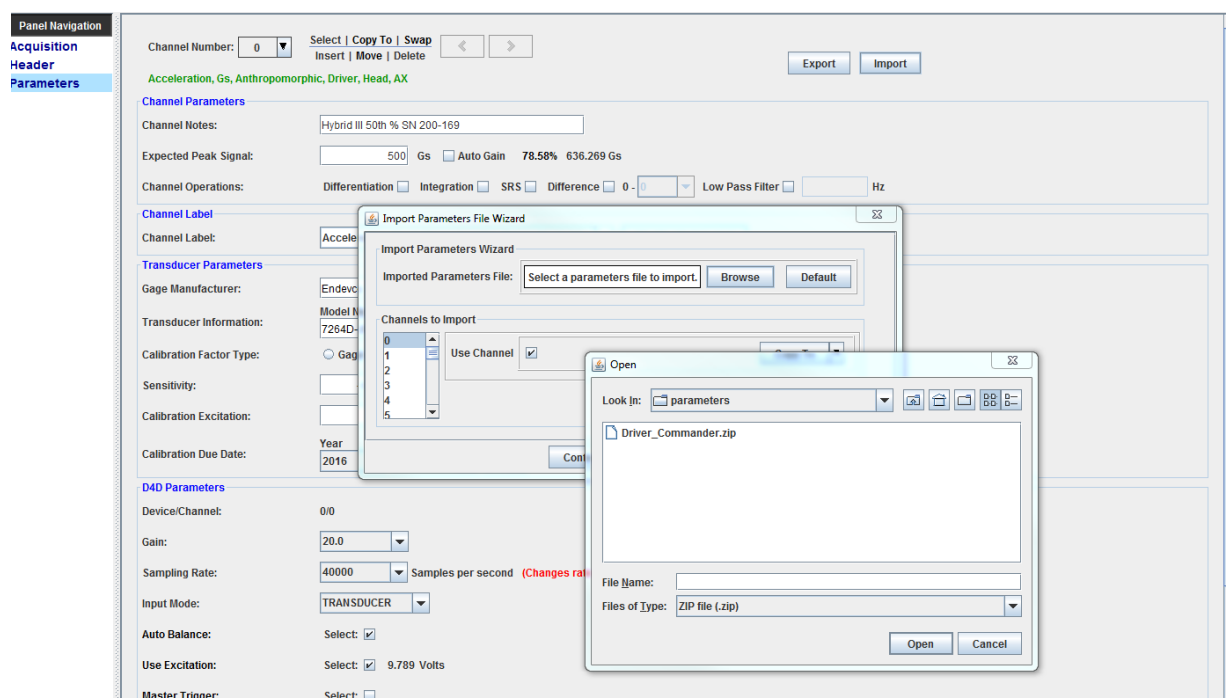 Panel Navigation
Acquisition
Header
Parameters
Channel Number: 0
Select | Copy To | Swap
Insert | Move | Delete
< >
Export Import
Acceleration, Gs, Anthropomorphic, Driver, Head, AX
Channel Parameters
Channel Notes: Hybrid III 50th % SN 200-169
Expected Peak Signal: 500 Gs Auto Gain 78.58% 636.269 Gs
Channel Operations: Differentiation Integration SRS Difference 0 - 0 Low Pass Filter Hz
Channel Label
Channel Label: Accele
Transducer Parameters
Gage Manufacturer: Endevc
Model N
Transducer Information: 7264D-
Calibration Factor Type: Gag
Sensitivity:
Calibration Excitation:
Year
Calibration Due Date: 2016
D4D Parameters
Device/Channel: 0/0
Gain: 20.0
Sampling Rate: 40000 Samples per second (Changes rat
Input Mode: TRANSDUCER
Auto Balance: Select:
Use Excitation: Select: 9.789 Volts
Master Trigger: Select:
Import Parameters File Wizard
Import Parameters Wizard
Imported Parameters File: Select a parameters file to import. Browse Default
Channels to Import
0
1
2
3
4
5
Use Channel
Cont
Open
Look In: parameters
Driver_Commander.zip
File Name:
Files of Type: ZIP file (.zip)
Open Cancel